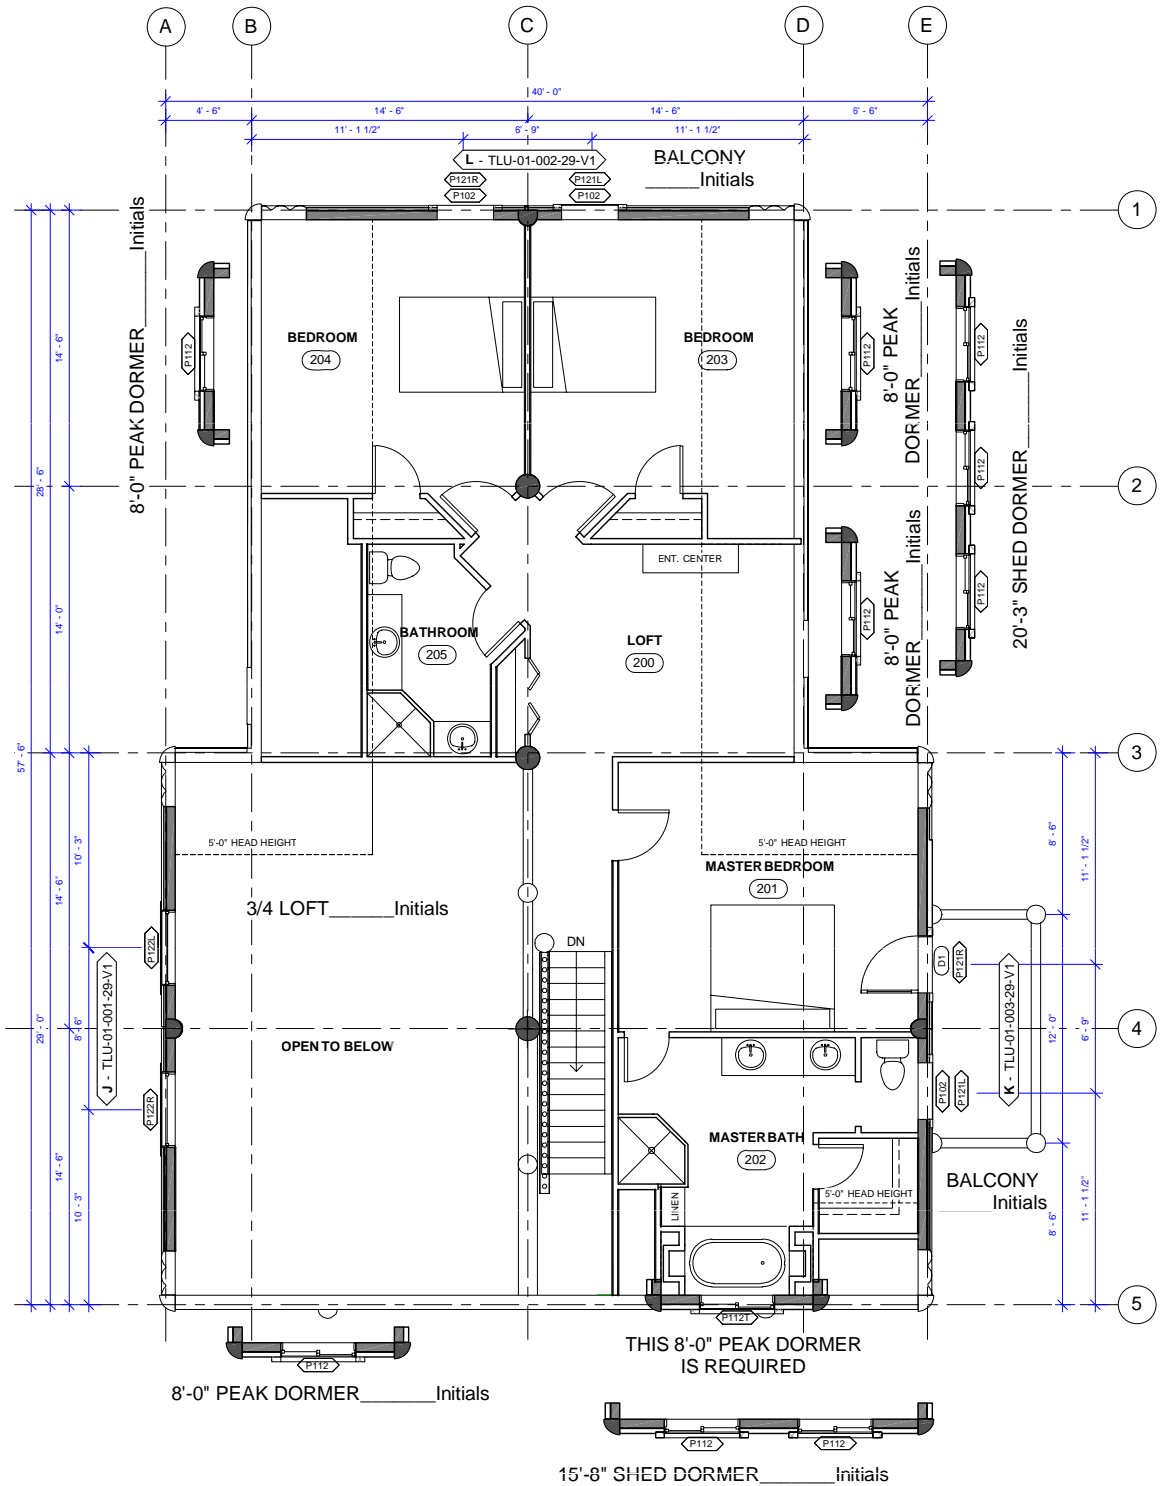 A
B
C
D
E
40' - 0"
4' - 6"
14' - 6"
14' - 6"
6' - 6"
11' - 1 1/2"
6' - 9"
11' - 1 1/2"
L - TLU-01-002-29-V1
BALCONY
______Initials
P121R
P102
P121L
P102
1
8'-0" PEAK DORMER_______Initials
P112
14' - 6"
28' - 6"
57' - 6"
BEDROOM
204
BEDROOM
203
P112
8'-0" PEAK
DORMER_____Initials
P112
P112
P112
20'-3" SHED DORMER_______Initials
2
14' - 0"
ENT. CENTER
BATHROOM
205
LOFT
200
P112
8'-0" PEAK
DORMER_____Initials
3
10' - 3"
14' - 6"
5'-0" HEAD HEIGHT
5'-0" HEAD HEIGHT
8' - 6"
11' - 1 1/2"
MASTER BEDROOM
201
3/4 LOFT______Initials
DN
P122L
J - TLU-01-001-29-V1
P122R
D1
P121R
K - TLU-01-003-29-V1
29' - 0"
8' - 6"
12' - 0"
6' - 9"
4
OPEN TO BELOW
P102
P121L
MASTER BATH
202
14' - 6"
10' - 3"
LINEN
5'-0" HEAD HEIGHT
BALCONY
______Initials
8' - 6"
11' - 1 1/2"
5
P112T
THIS 8'-0" PEAK DORMER
IS REQUIRED
P112
8'-0" PEAK DORMER_______Initials
P112
P112
15'-8" SHED DORMER_______Initials